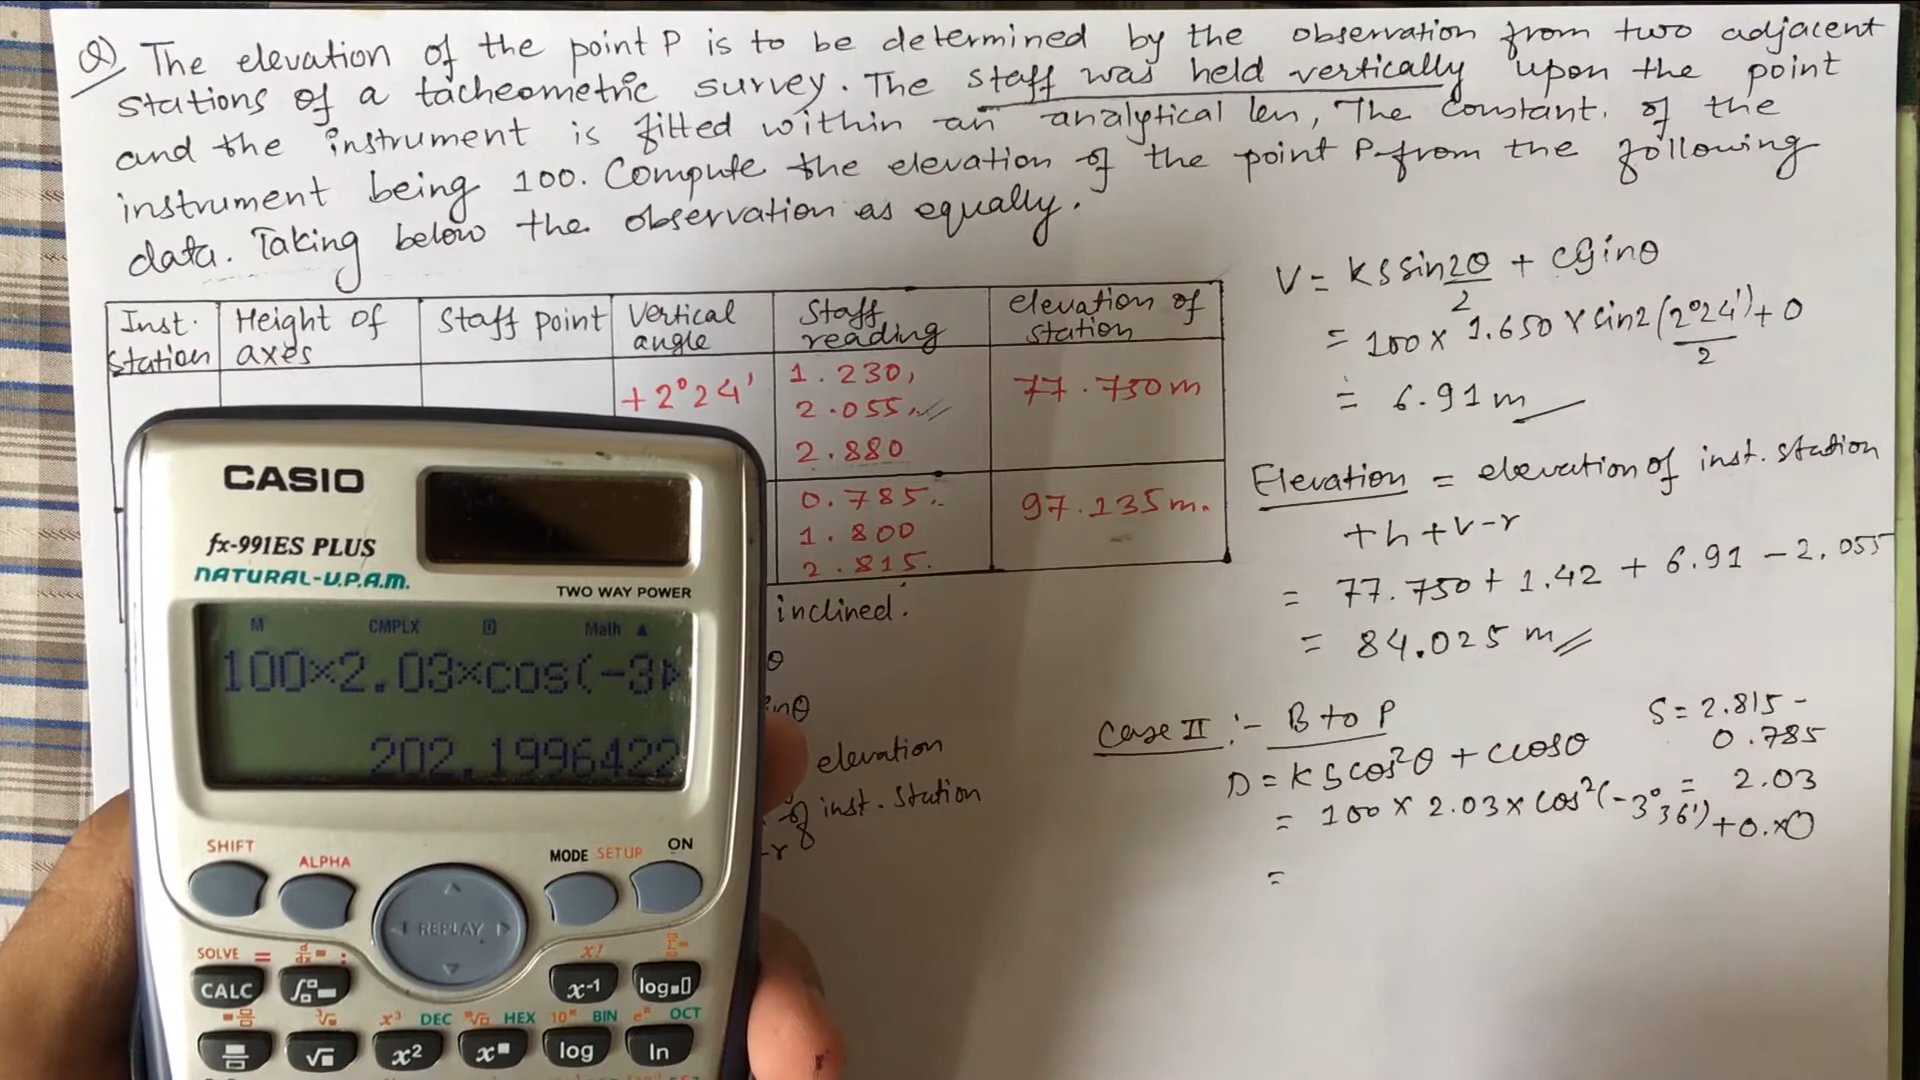 Q) The elevation of the point P is to be determined by the observation from two adjacent
stations of a tacheometric survey. The staff was held vertically upon the point
and the instrument is fitted within an analytical len, The Constant. of the
instrument being 100. Compute the elevation of the point P from the following
data. Taking below the observation as equally.
Inst. station
Height of axes
Staff point
Vertical angle
Staff reading
elevation of station
+2°24'
1.230,
2.055,
2.880
77.750m
0.785.
1.800
2.815.
97.135m.
inclined.
θ
inθ
elevation
of inst. station
-r
V = KS sin2θ/2 + C sinθ
= 100 × 1.650 × sin2(2°24')/2 + 0
= 6.91 m
Elevation = elevation of inst. station
+ h + v - r
= 77.750 + 1.42 + 6.91 - 2.055
= 84.025 m
Case II :- B to P
S = 2.815 -
0.785
= 2.03
D = KS cos²θ + C cosθ
= 100 × 2.03 × cos²(-3°36') + 0.×0
=
CASIO
fx-991ES PLUS
NATURAL-V.P.A.M.
TWO WAY POWER
M CMPLX D Math ▲
100×2.03×cos(-3
202.1996422
SHIFT
ALPHA
MODE SETUP
ON
REPLAY
SOLVE =
d/dx
:
x!
CALC
x-1
log
x³ DEC
HEX
10 BIN
e OCT
√
x2
x
log
ln